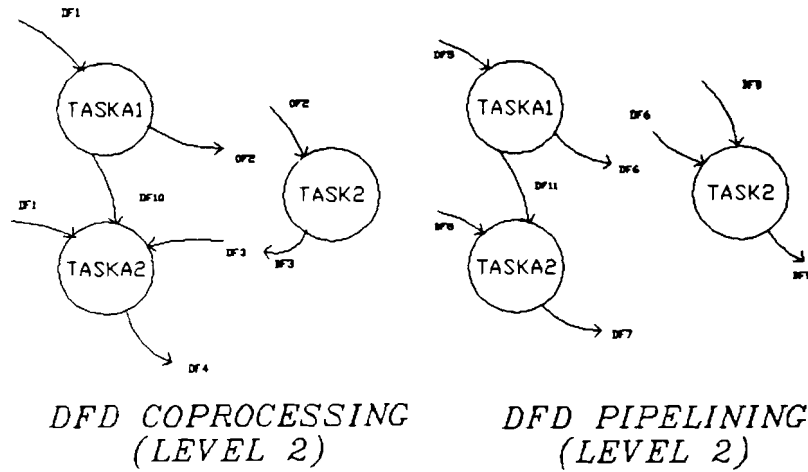 DF1
TASKA1
DF2
DF2
DF10
DF1
TASK2
DF3
DF3
TASKA2
DF4
DFD COPROCESSING
(LEVEL 2)
TASKA1
DF6
DF6
DF11
TASK2
TASKA2
DF7
DFD PIPELINING
(LEVEL 2)